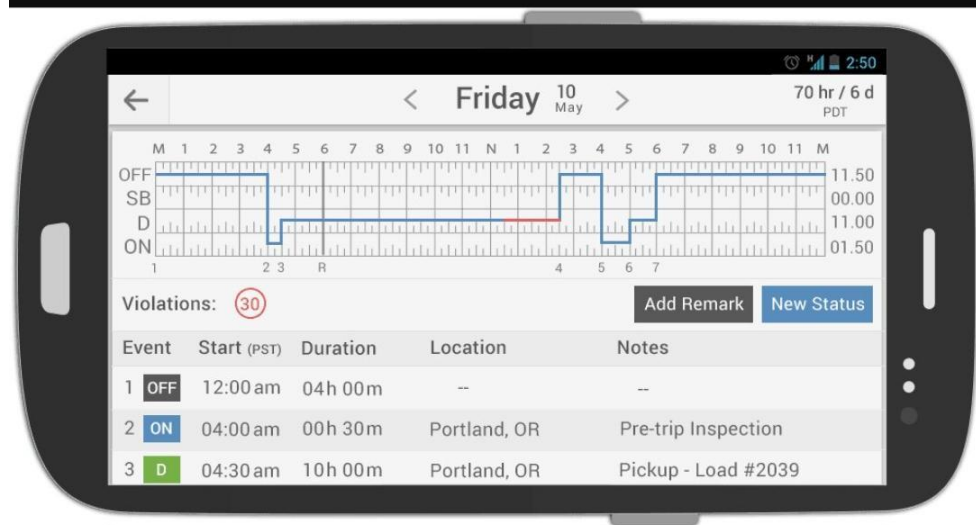 2:50
Friday 10 May
70 hr / 6 d
PDT
M 1 2 3 4 5 6 7 8 9 10 11 N 1 2 3 4 5 6 7 8 9 10 11 M
OFF 11.50
SB 00.00
D 11.00
ON 01.50
1 2 3 R 4 5 6 7
Violations: 30 Add Remark New Status
Event Start (PST) Duration Location Notes
1 OFF 12:00 am 04h 00m -- --
2 ON 04:00 am 00h 30m Portland, OR Pre-trip Inspection
3 D 04:30 am 10h 00m Portland, OR Pickup - Load #2039